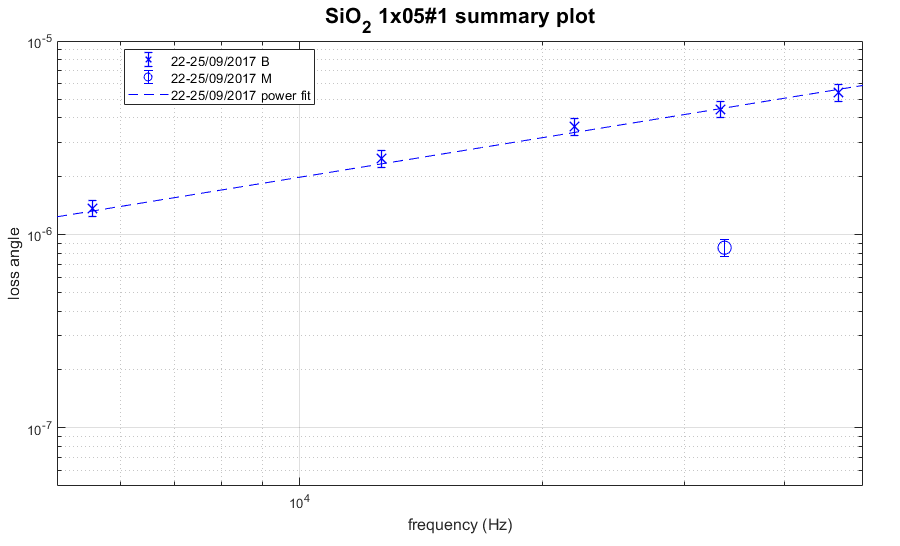 SiO2 1x05#1 summary plot
10-5
22-25/09/2017 B
22-25/09/2017 M
22-25/09/2017 power fit
loss angle
10-6
10-7
104
frequency (Hz)